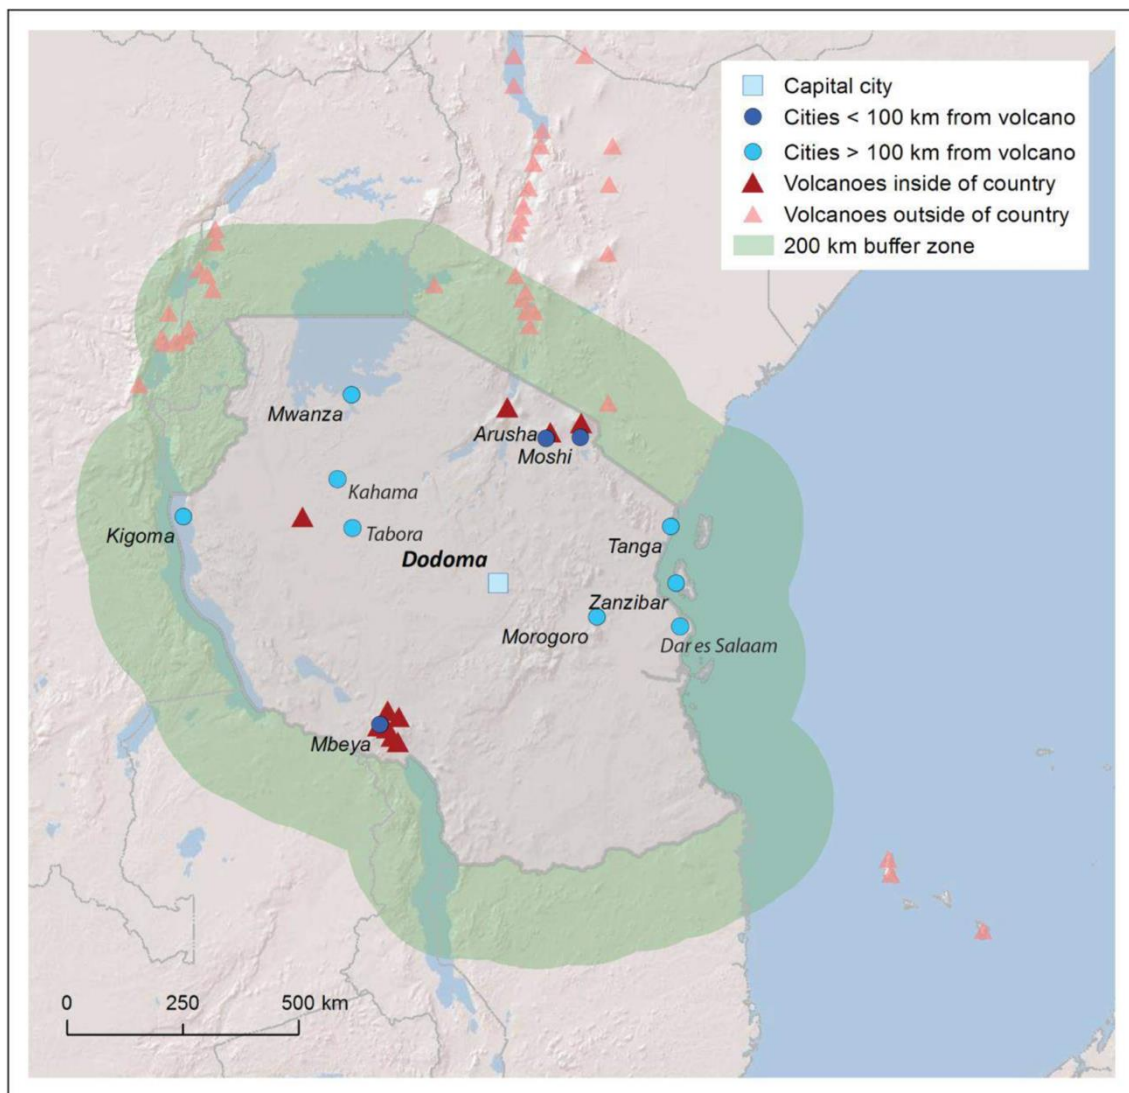 Capital city
Cities < 100 km from volcano
Cities > 100 km from volcano
Volcanoes inside of country
Volcanoes outside of country
200 km buffer zone
Mwanza
Arusha
Moshi
Kahama
Kigoma
Tabora
Tanga
Dodoma
Zanzibar
Morogoro
Dar es Salaam
Mbeya
0 250 500 km